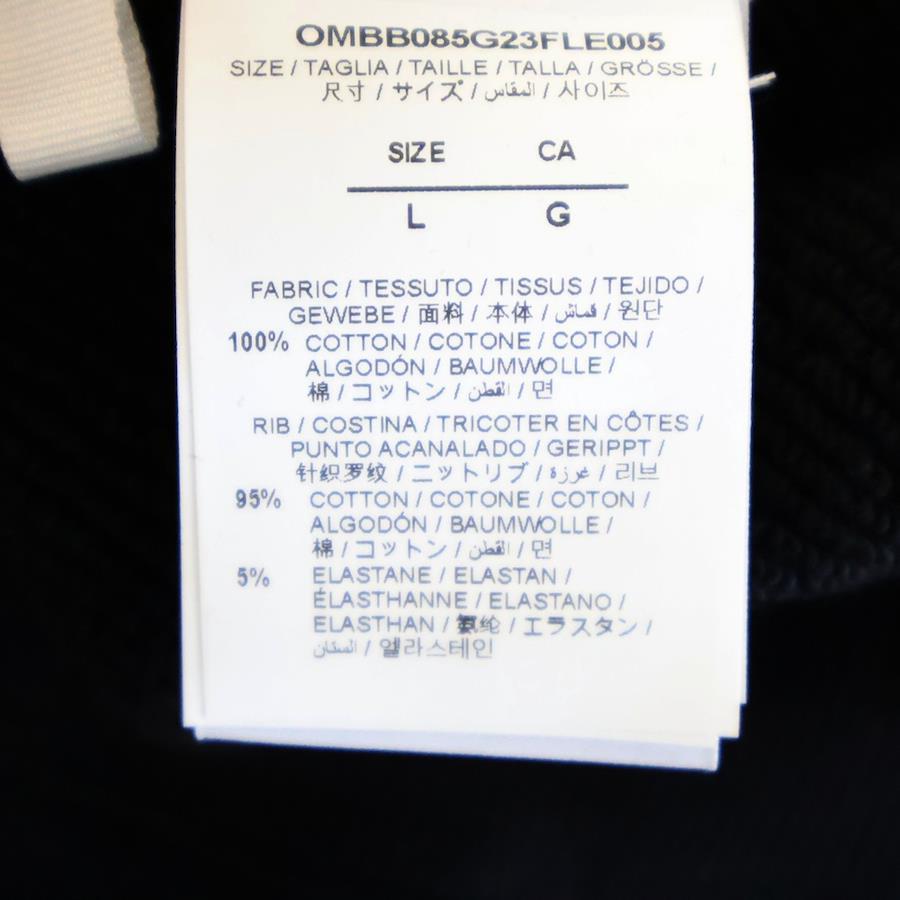 OMBB085G23FLE005
SIZE / TAGLIA / TAILLE / TALLA / GRÖSSE /
尺寸 / サイズ / المقاس / 사이즈
SIZE CA
L G
FABRIC / TESSUTO / TISSUS / TEJIDO /
GEWEBE / 面料 / 本体 / قماش / 원단
100% COTTON / COTONE / COTON /
ALGODÓN / BAUMWOLLE /
棉 / コットン / القطن / 면
RIB / COSTINA / TRICOTER EN CÔTES /
PUNTO ACANALADO / GERIPPT /
针织罗纹 / ニットリブ / غرزة / 리브
95% COTTON / COTONE / COTON /
ALGODÓN / BAUMWOLLE /
棉 / コットン / القطن / 면
5% ELASTANE / ELASTAN /
ÉLASTHANNE / ELASTANO /
ELASTHAN / 氨纶 / エラスタン /
الستان / 엘라스테인